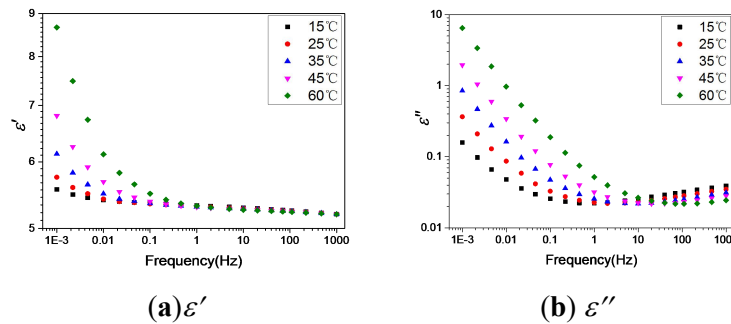 9
8
7
6
5
ε′
15℃
25℃
35℃
45℃
60℃
1E-3 0.01 0.1 1 10 100 1000
Frequency(Hz)
(a)ε′
10
1
0.1
0.01
ε″
15℃
25℃
35℃
45℃
60℃
1E-3 0.01 0.1 1 10 100 1000
Frequency(Hz)
(b) ε″